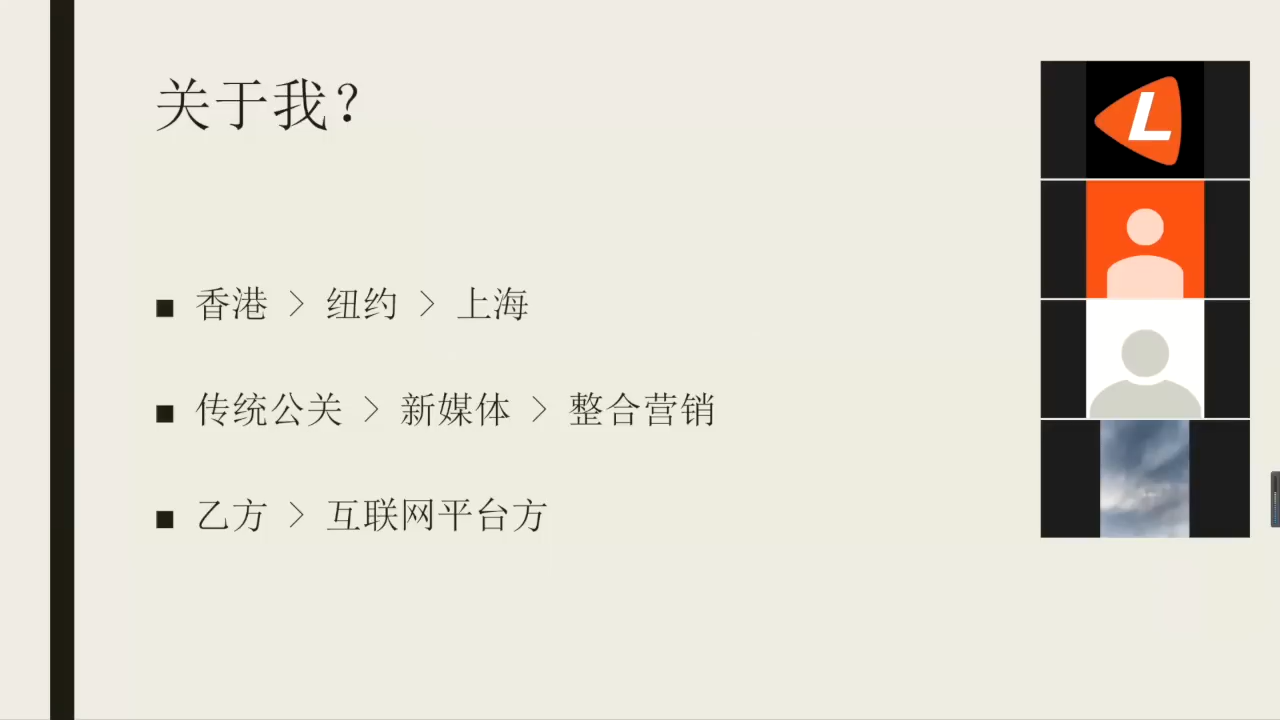 关于我?
■ 香港 > 纽约 > 上海
■ 传统公关 > 新媒体 > 整合营销
■ 乙方 > 互联网平台方
L